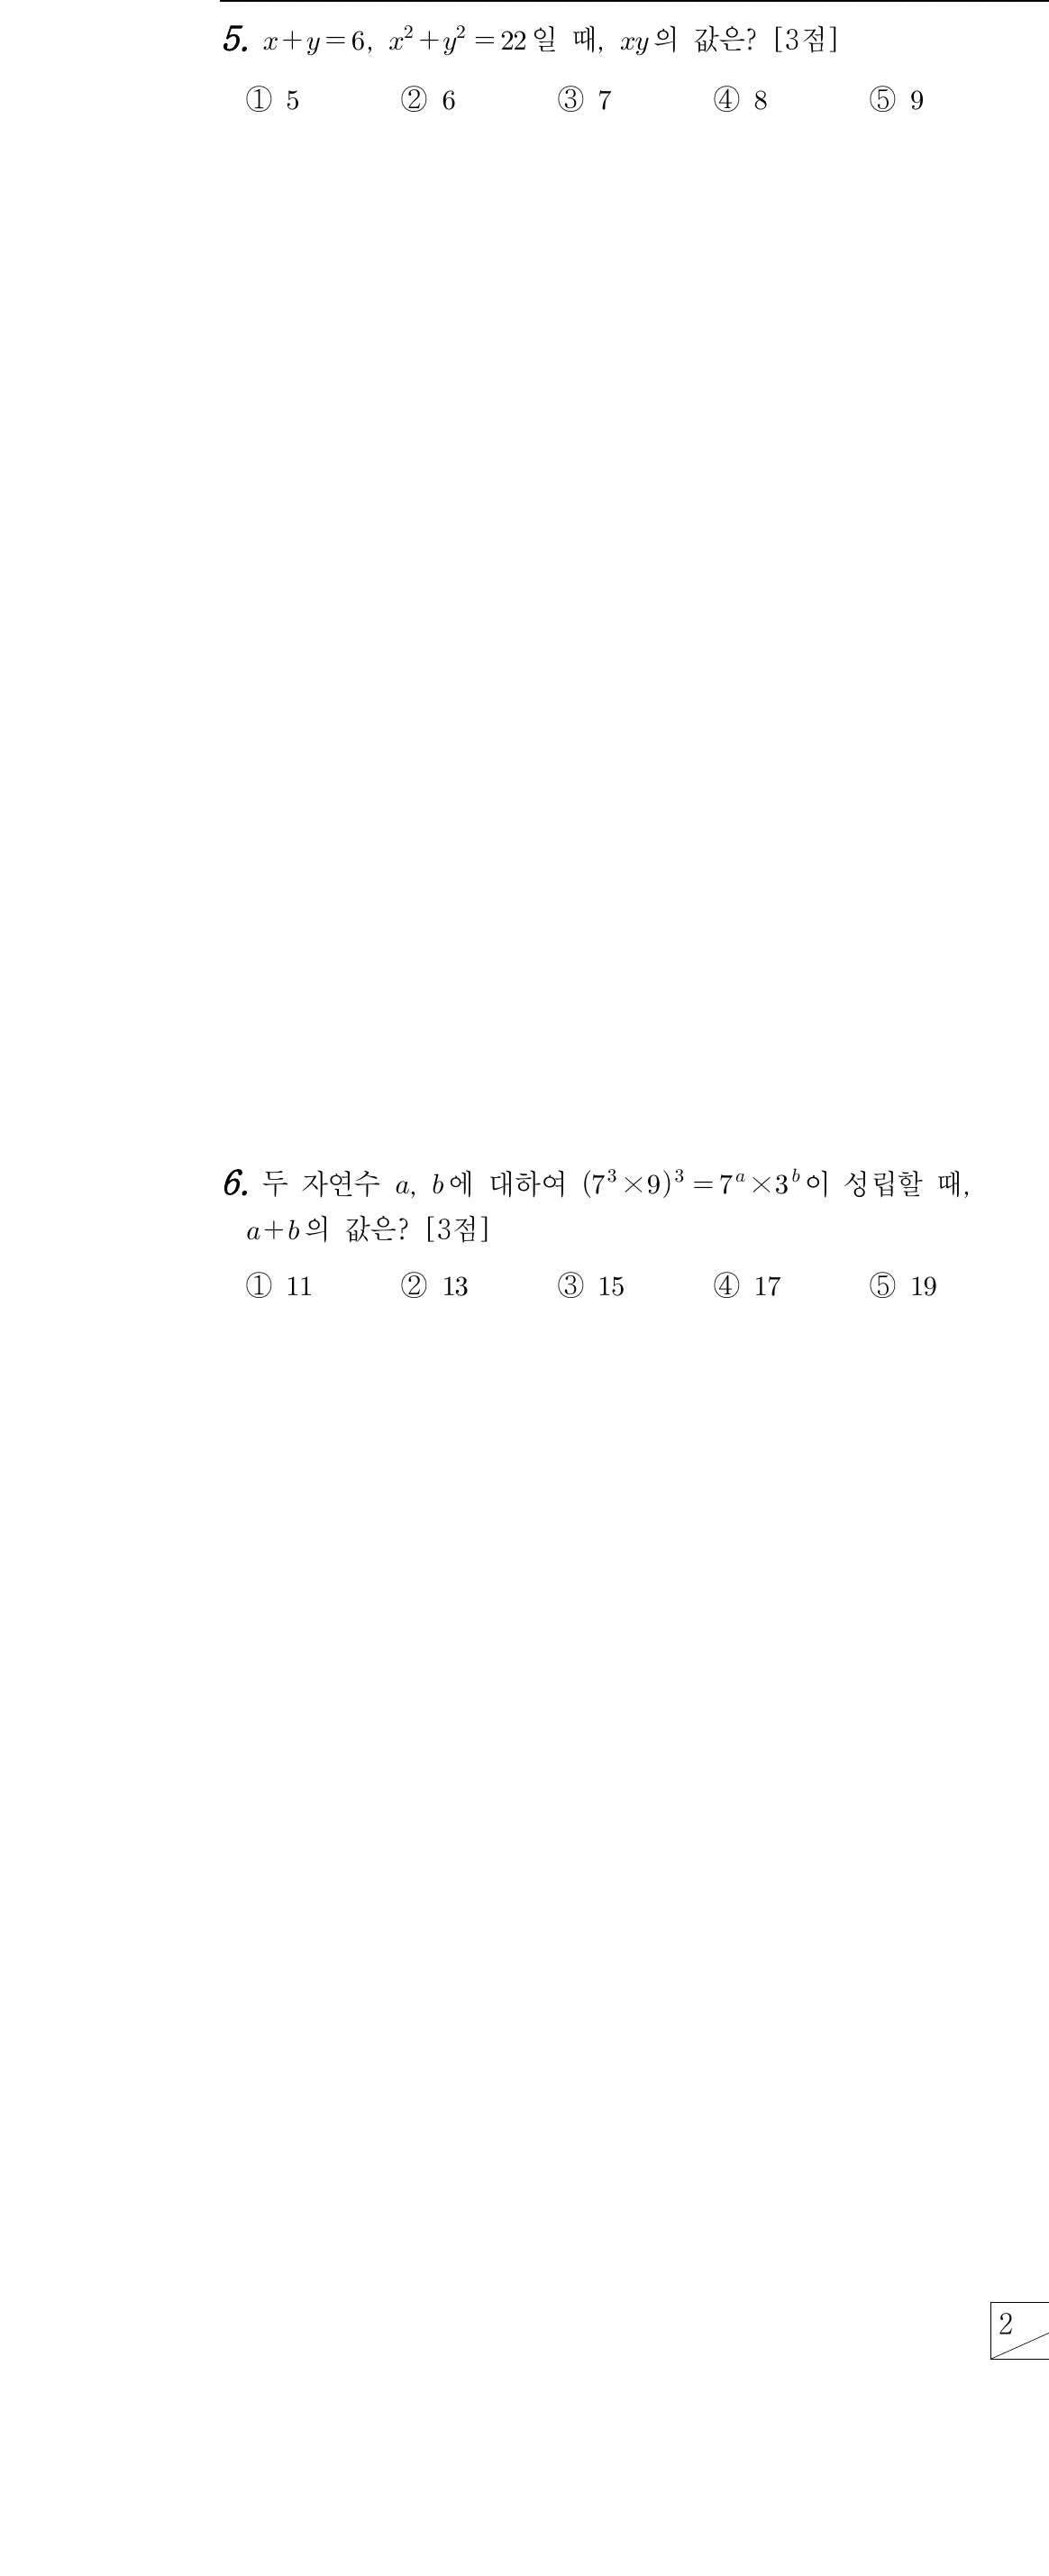 5. x+y=6, x²+y²=22일 때, xy의 값은? [3점]
① 5 ② 6 ③ 7 ④ 8 ⑤ 9
6. 두 자연수 a, b에 대하여 (7³×9)³=7ᵃ×3ᵇ이 성립할 때,
a+b의 값은? [3점]
① 11 ② 13 ③ 15 ④ 17 ⑤ 19
2